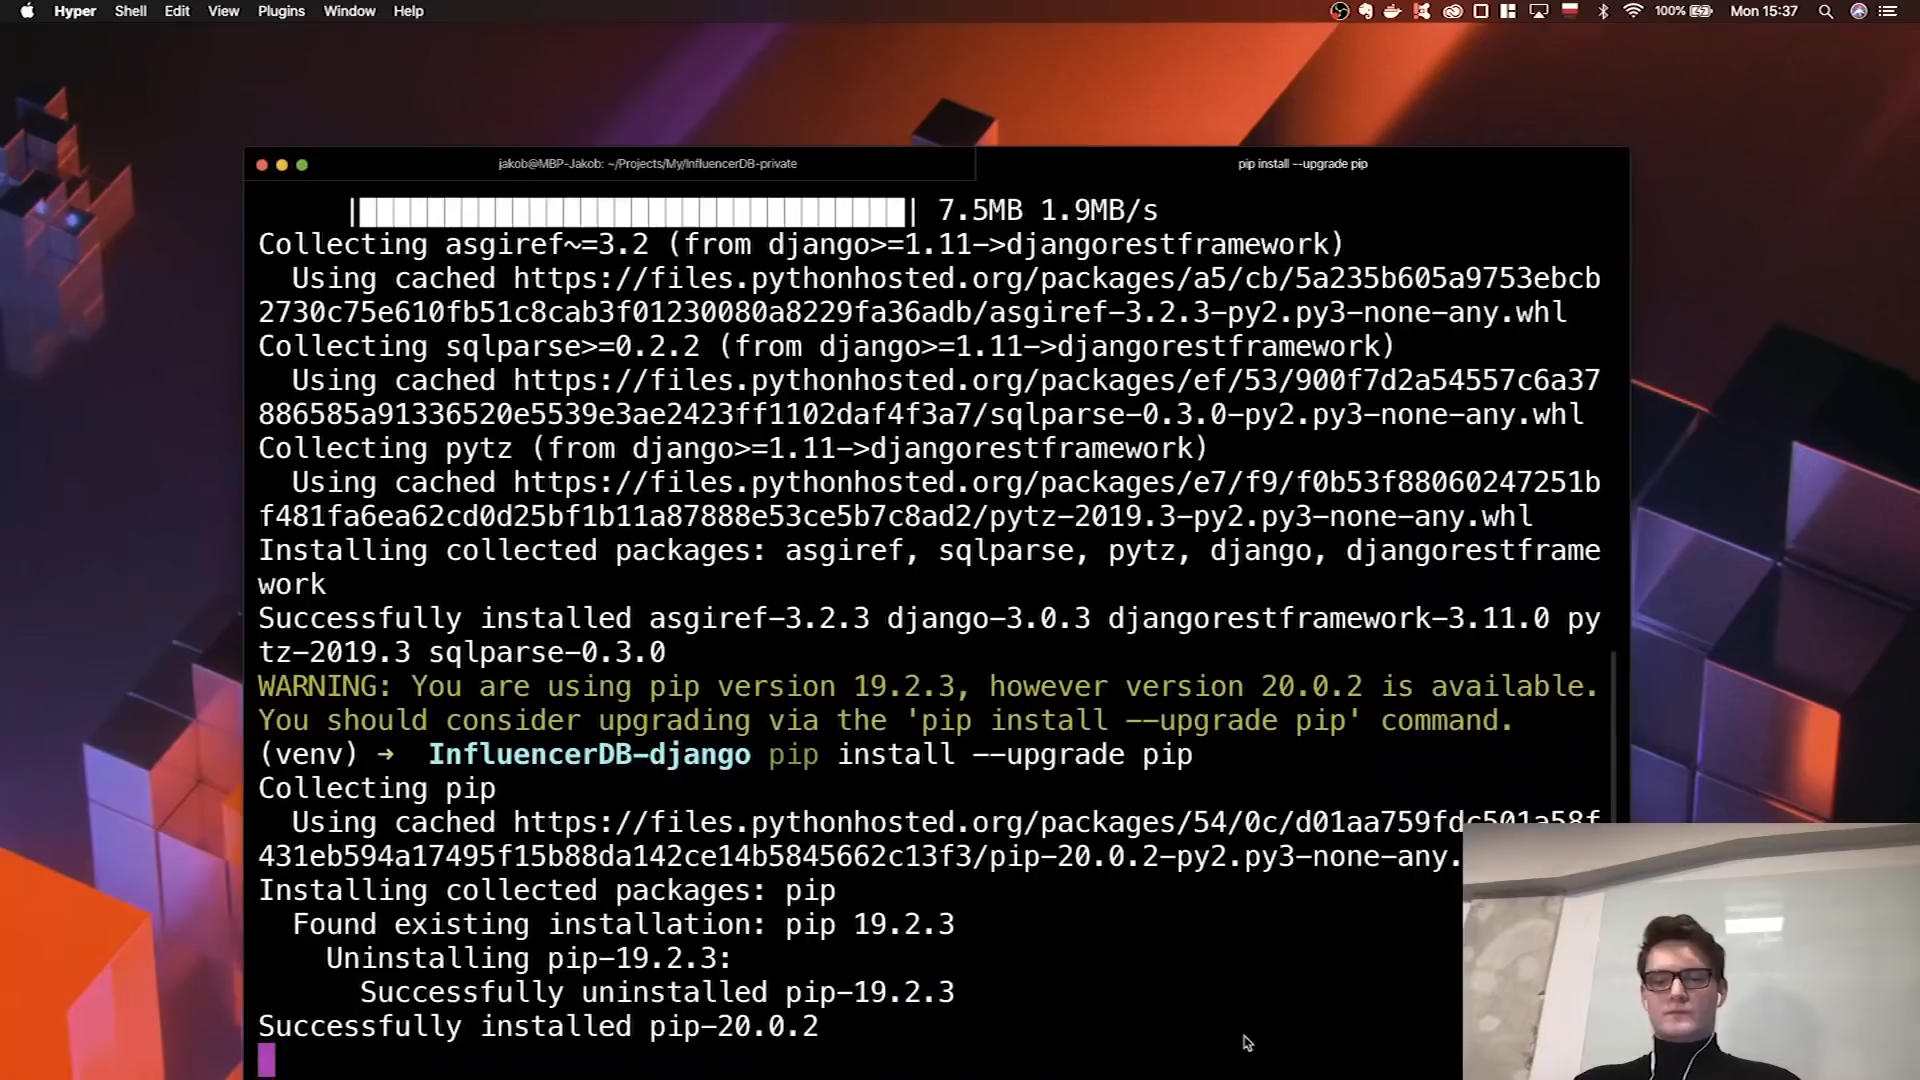 Hyper Shell Edit View Plugins Window Help 100% Mon 15:37
jakob@MBP-Jakob: ~/Projects/My/InfluencerDB-private pip install --upgrade pip
7.5MB 1.9MB/s
Collecting asgiref~=3.2 (from django>=1.11->djangorestframework)
Using cached https://files.pythonhosted.org/packages/a5/cb/5a235b605a9753ebcb
2730c75e610fb51c8cab3f01230080a8229fa36adb/asgiref-3.2.3-py2.py3-none-any.whl
Collecting sqlparse>=0.2.2 (from django>=1.11->djangorestframework)
Using cached https://files.pythonhosted.org/packages/ef/53/900f7d2a54557c6a37
886585a91336520e5539e3ae2423ff1102daf4f3a7/sqlparse-0.3.0-py2.py3-none-any.whl
Collecting pytz (from django>=1.11->djangorestframework)
Using cached https://files.pythonhosted.org/packages/e7/f9/f0b53f88060247251b
f481fa6ea62cd0d25bf1b11a87888e53ce5b7c8ad2/pytz-2019.3-py2.py3-none-any.whl
Installing collected packages: asgiref, sqlparse, pytz, django, djangorestframe
work
Successfully installed asgiref-3.2.3 django-3.0.3 djangorestframework-3.11.0 py
tz-2019.3 sqlparse-0.3.0
WARNING: You are using pip version 19.2.3, however version 20.0.2 is available.
You should consider upgrading via the 'pip install --upgrade pip' command.
(venv) → InfluencerDB-django pip install --upgrade pip
Collecting pip
Using cached https://files.pythonhosted.org/packages/54/0c/d01aa759fdc501a58f
431eb594a17495f15b88da142ce14b5845662c13f3/pip-20.0.2-py2.py3-none-any.
Installing collected packages: pip
Found existing installation: pip 19.2.3
Uninstalling pip-19.2.3:
Successfully uninstalled pip-19.2.3
Successfully installed pip-20.0.2